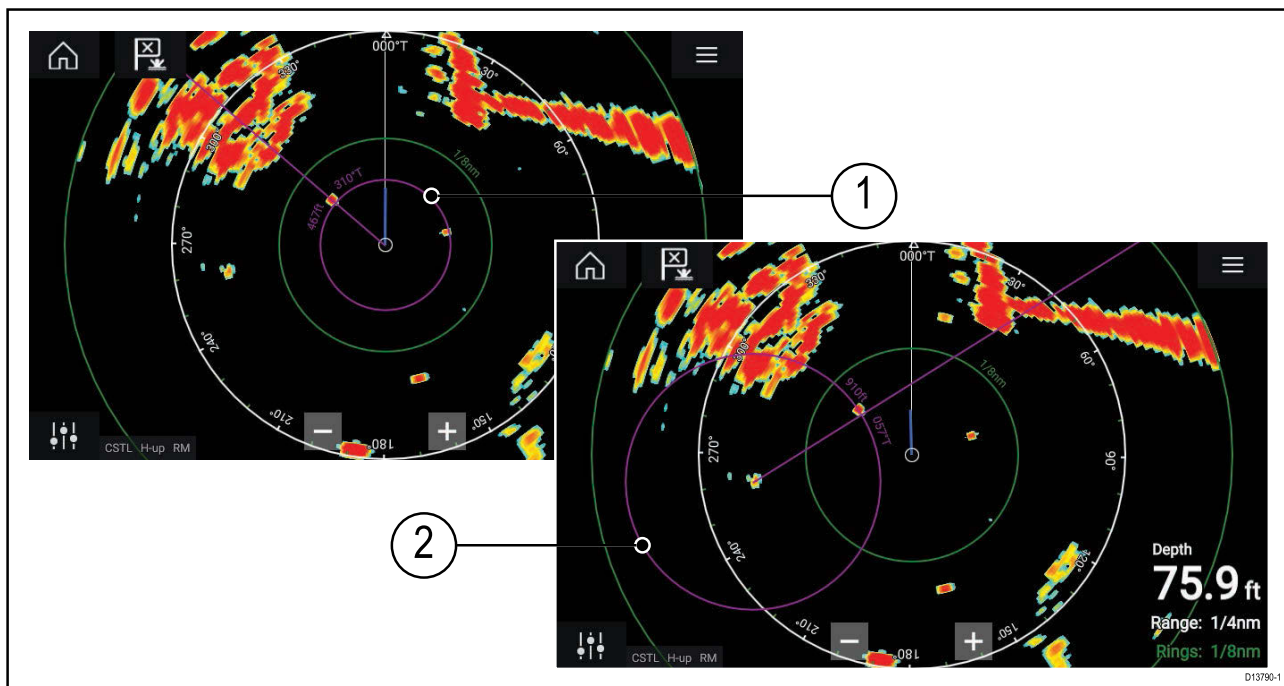 000°T
330°
30°
300°
60°
1/8nm
310°T
467ft
270°
240°
210°
180°
150°
CSTL H-up RM
1
000°T
330°
30°
300°
60°
1/8nm
910ft
057°T
270°
90°
240°
120°
210°
180°
150°
CSTL H-up RM
Depth
75.9 ft
Range: 1/4nm
Rings: 1/8nm
2
D13790-1